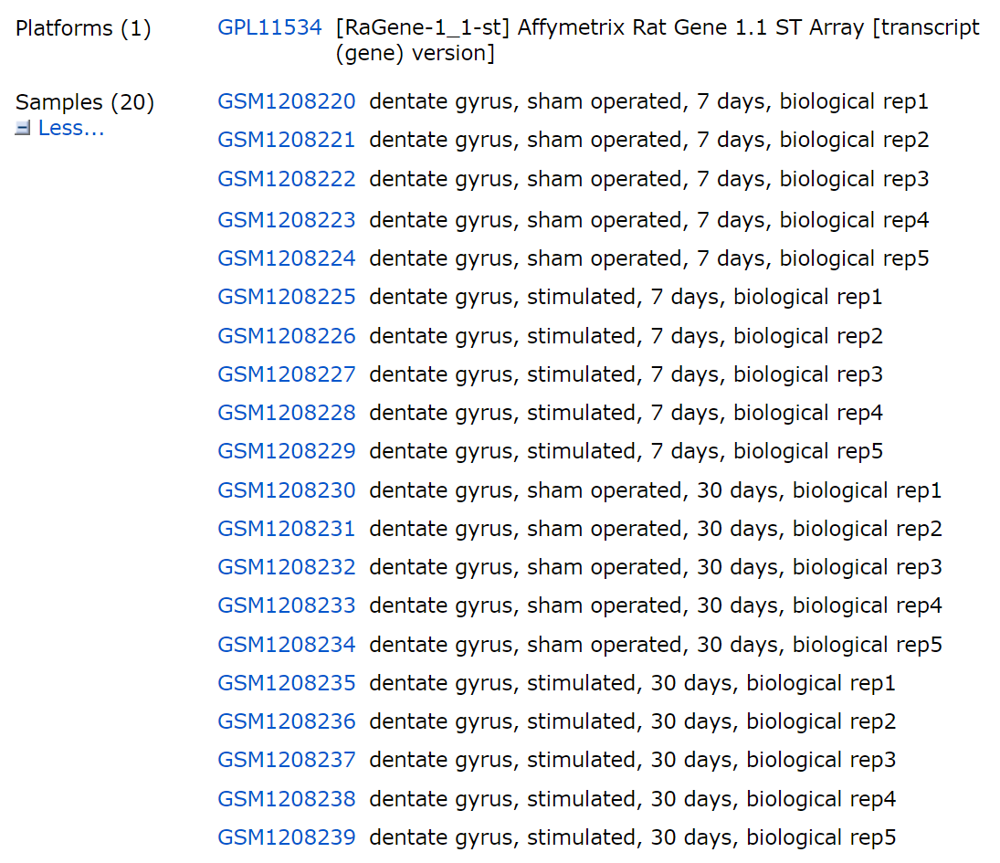 Platforms (1) GPL11534 [RaGene-1_1-st] Affymetrix Rat Gene 1.1 ST Array [transcript
(gene) version]
Samples (20) GSM1208220 dentate gyrus, sham operated, 7 days, biological rep1
Less... GSM1208221 dentate gyrus, sham operated, 7 days, biological rep2
GSM1208222 dentate gyrus, sham operated, 7 days, biological rep3
GSM1208223 dentate gyrus, sham operated, 7 days, biological rep4
GSM1208224 dentate gyrus, sham operated, 7 days, biological rep5
GSM1208225 dentate gyrus, stimulated, 7 days, biological rep1
GSM1208226 dentate gyrus, stimulated, 7 days, biological rep2
GSM1208227 dentate gyrus, stimulated, 7 days, biological rep3
GSM1208228 dentate gyrus, stimulated, 7 days, biological rep4
GSM1208229 dentate gyrus, stimulated, 7 days, biological rep5
GSM1208230 dentate gyrus, sham operated, 30 days, biological rep1
GSM1208231 dentate gyrus, sham operated, 30 days, biological rep2
GSM1208232 dentate gyrus, sham operated, 30 days, biological rep3
GSM1208233 dentate gyrus, sham operated, 30 days, biological rep4
GSM1208234 dentate gyrus, sham operated, 30 days, biological rep5
GSM1208235 dentate gyrus, stimulated, 30 days, biological rep1
GSM1208236 dentate gyrus, stimulated, 30 days, biological rep2
GSM1208237 dentate gyrus, stimulated, 30 days, biological rep3
GSM1208238 dentate gyrus, stimulated, 30 days, biological rep4
GSM1208239 dentate gyrus, stimulated, 30 days, biological rep5